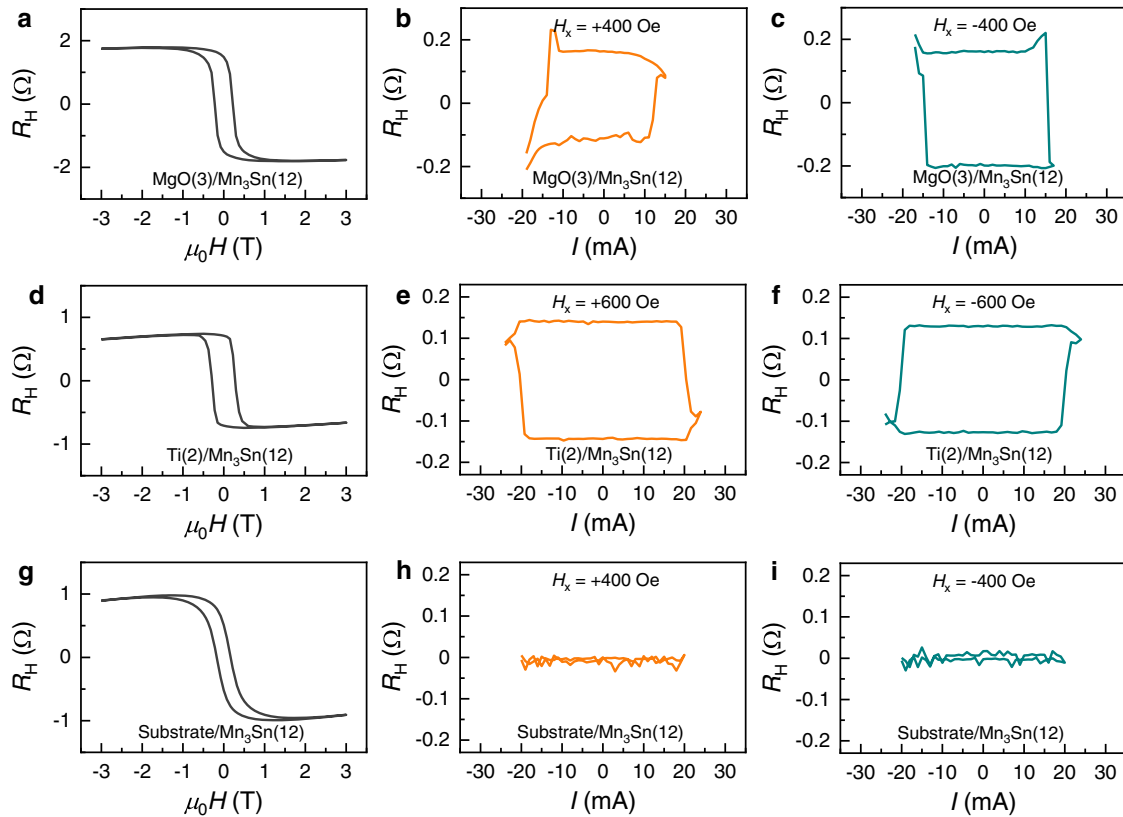 a
2
0
-2
R_H (Ω)
MgO(3)/Mn₃Sn(12)
-3 -2 -1 0 1 2 3
μ₀H (T)
b
H_x = +400 Oe
0.2
0
-0.2
R_H (Ω)
MgO(3)/Mn₃Sn(12)
-30 -20 -10 0 10 20 30
I (mA)
c
H_x = -400 Oe
0.2
0
-0.2
R_H (Ω)
MgO(3)/Mn₃Sn(12)
-30 -20 -10 0 10 20 30
I (mA)
d
1
0
-1
R_H (Ω)
Ti(2)/Mn₃Sn(12)
-3 -2 -1 0 1 2 3
μ₀H (T)
e
H_x = +600 Oe
0.2
0.1
0
-0.1
-0.2
R_H (Ω)
Ti(2)/Mn₃Sn(12)
-30 -20 -10 0 10 20 30
I (mA)
f
H_x = -600 Oe
0.2
0.1
0
-0.1
-0.2
R_H (Ω)
Ti(2)/Mn₃Sn(12)
-30 -20 -10 0 10 20 30
I (mA)
g
1
0
-1
R_H (Ω)
Substrate/Mn₃Sn(12)
-3 -2 -1 0 1 2 3
μ₀H (T)
h
H_x = +400 Oe
0.2
0.1
0
-0.1
-0.2
R_H (Ω)
Substrate/Mn₃Sn(12)
-30 -20 -10 0 10 20 30
I (mA)
i
H_x = -400 Oe
0.2
0.1
0
-0.1
-0.2
R_H (Ω)
Substrate/Mn₃Sn(12)
-30 -20 -10 0 10 20 30
I (mA)